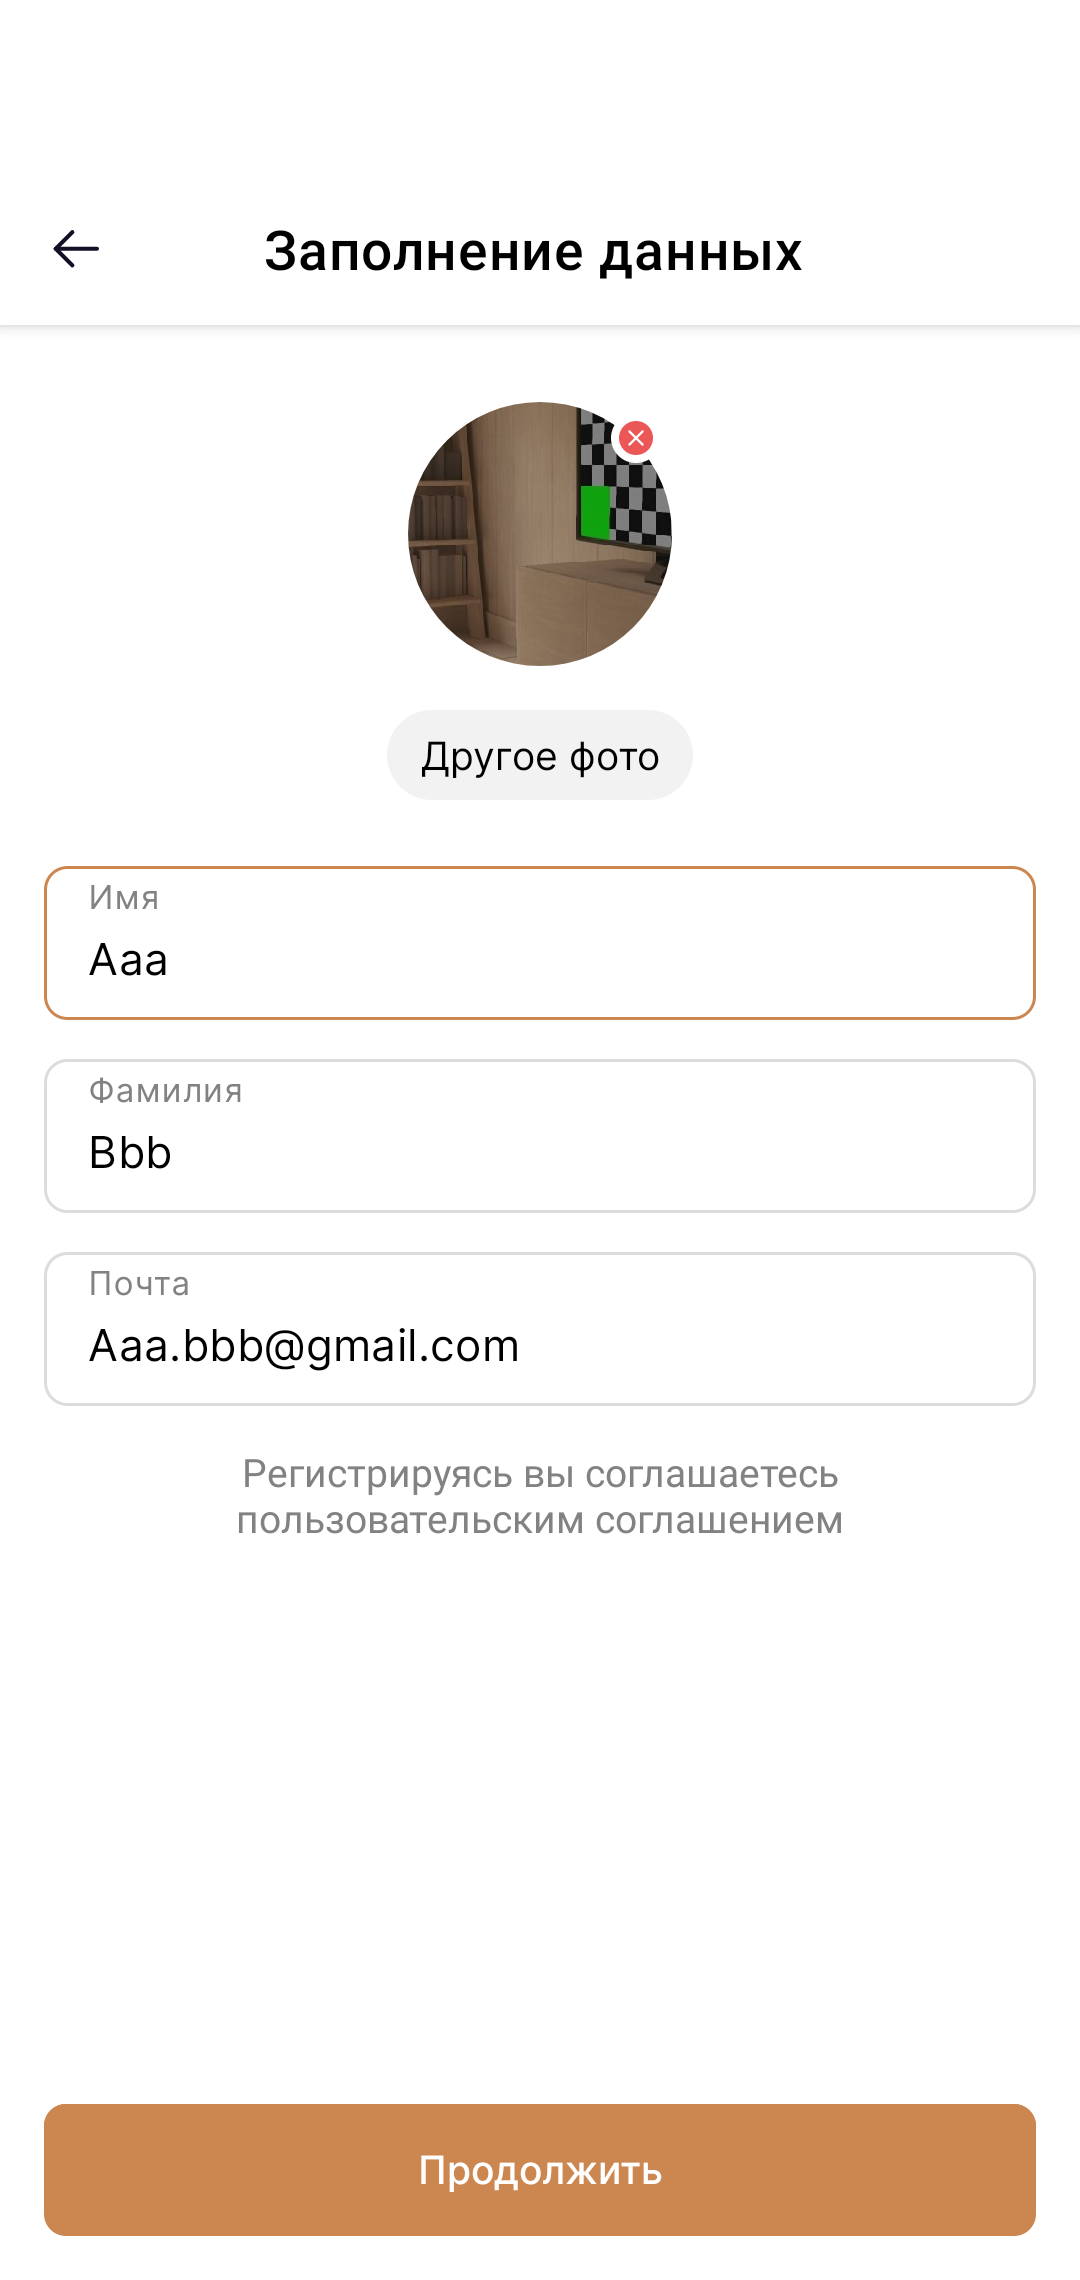 Заполнение данных
Другое фото
Имя
Aaa
Фамилия
Bbb
Почта
Aaa.bbb@gmail.com
Регистрируясь вы соглашаетесь
пользовательским соглашением
Продолжить